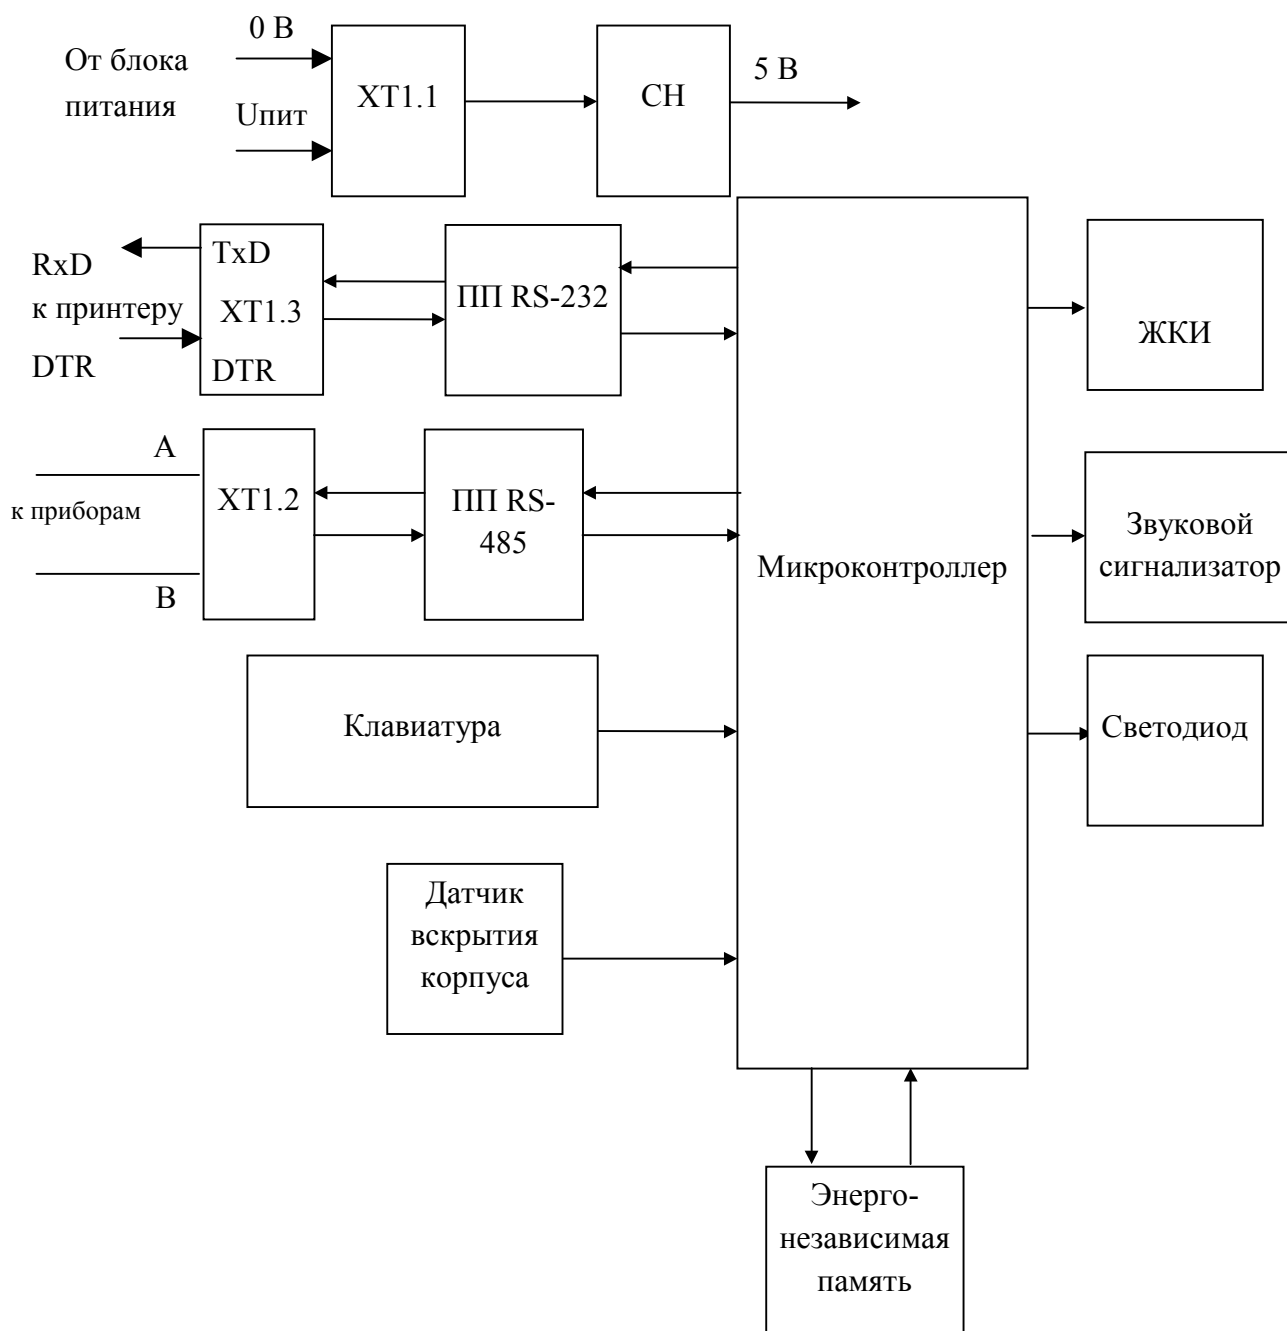 0 В
От блока
питания
Uпит
ХТ1.1
СН
5 В
RxD
к принтеру
DTR
TxD
ХТ1.3
DTR
ПП RS-232
ЖКИ
А
к приборам
В
ХТ1.2
ПП RS-
485
Микроконтроллер
Звуковой
сигнализатор
Клавиатура
Светодиод
Датчик
вскрытия
корпуса
Энерго-
независимая
память